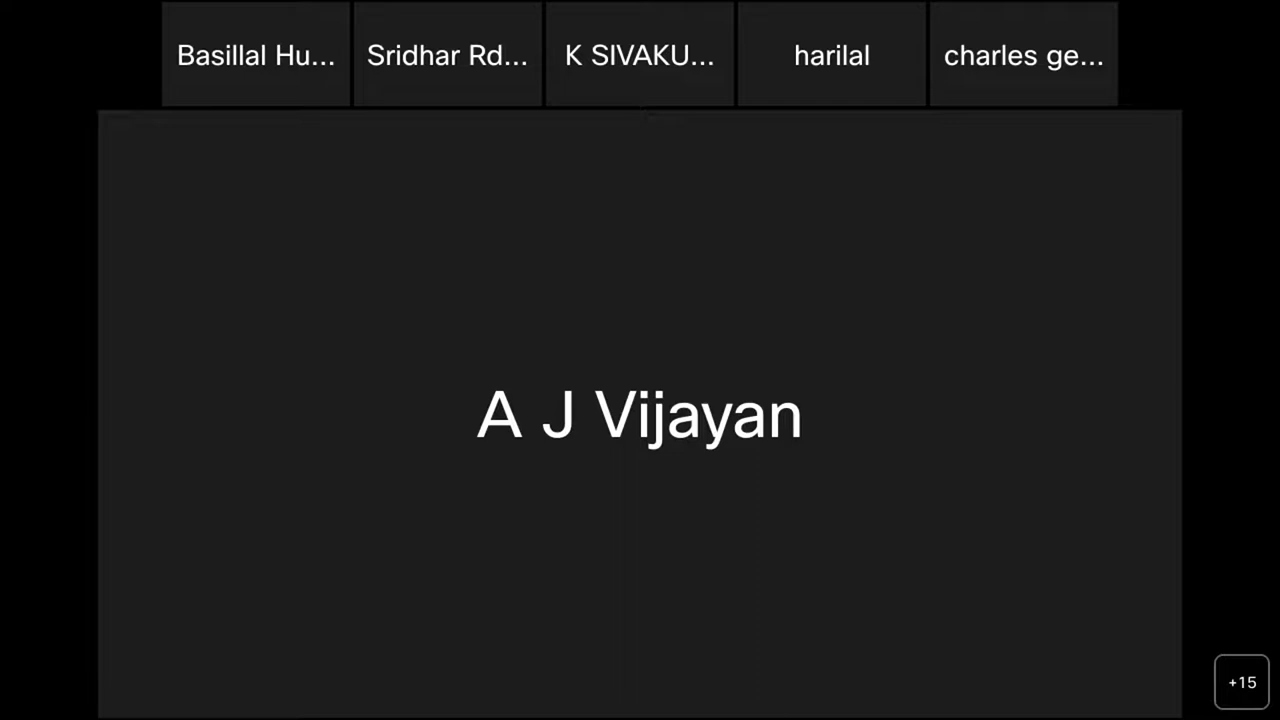 Basillal Hu...
Sridhar Rd...
K SIVAKU...
harilal
charles ge...
A J Vijayan
+15